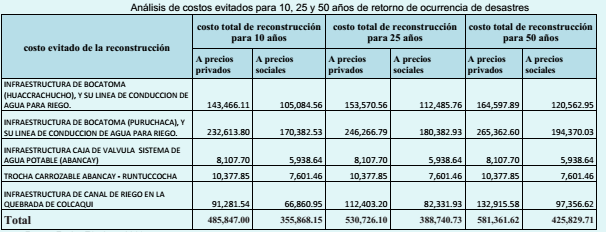 Análisis de costos evitados para 10, 25 y 50 años de retorno de ocurrencia de desastres
costo evitado de la reconstrucción
costo total de reconstrucción para 10 años
costo total de reconstrucción para 25 años
costo total de reconstrucción para 50 años
A precios privados
A precios sociales
A precios privados
A precios sociales
A precios privados
A precios sociales
INFRAESTRUCTURA DE BOCATOMA
(HUACCRACHUCHO), Y SU LINEA DE CONDUCCION DE
AGUA PARA RIEGO. 143,466.11 105,084.56 153,570.56 112,485.76 164,597.89 120,562.95
INFRAESTRUCTURA DE BOCATOMA (PURUCHACA), Y
SU LINEA DE CONDUCCION DE AGUA PARA RIEGO. 232,613.80 170,382.53 246,266.79 180,382.93 265,362.60 194,370.03
INFRAESTRUCTURA CAJA DE VALVULA SISTEMA DE
AGUA POTABLE (ABANCAY) 8,107.70 5,938.64 8,107.70 5,938.64 8,107.70 5,938.64
TROCHA CARROZABLE ABANCAY - RUNTUCCOCHA 10,377.85 7,601.46 10,377.85 7,601.46 10,377.85 7,601.46
INFRAESTRUCTURA DE CANAL DE RIEGO EN LA
QUEBRADA DE COLCAQUI 91,281.54 66,860.95 112,403.20 82,331.93 132,915.58 97,356.62
Total 485,847.00 355,868.15 530,726.10 388,740.73 581,361.62 425,829.71